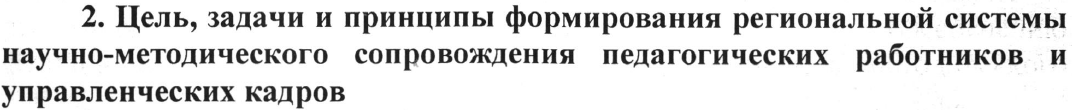 2. Цель, задачи и принципы формирования региональной системы
научно-методического сопровождения педагогических работников и
управленческих кадров